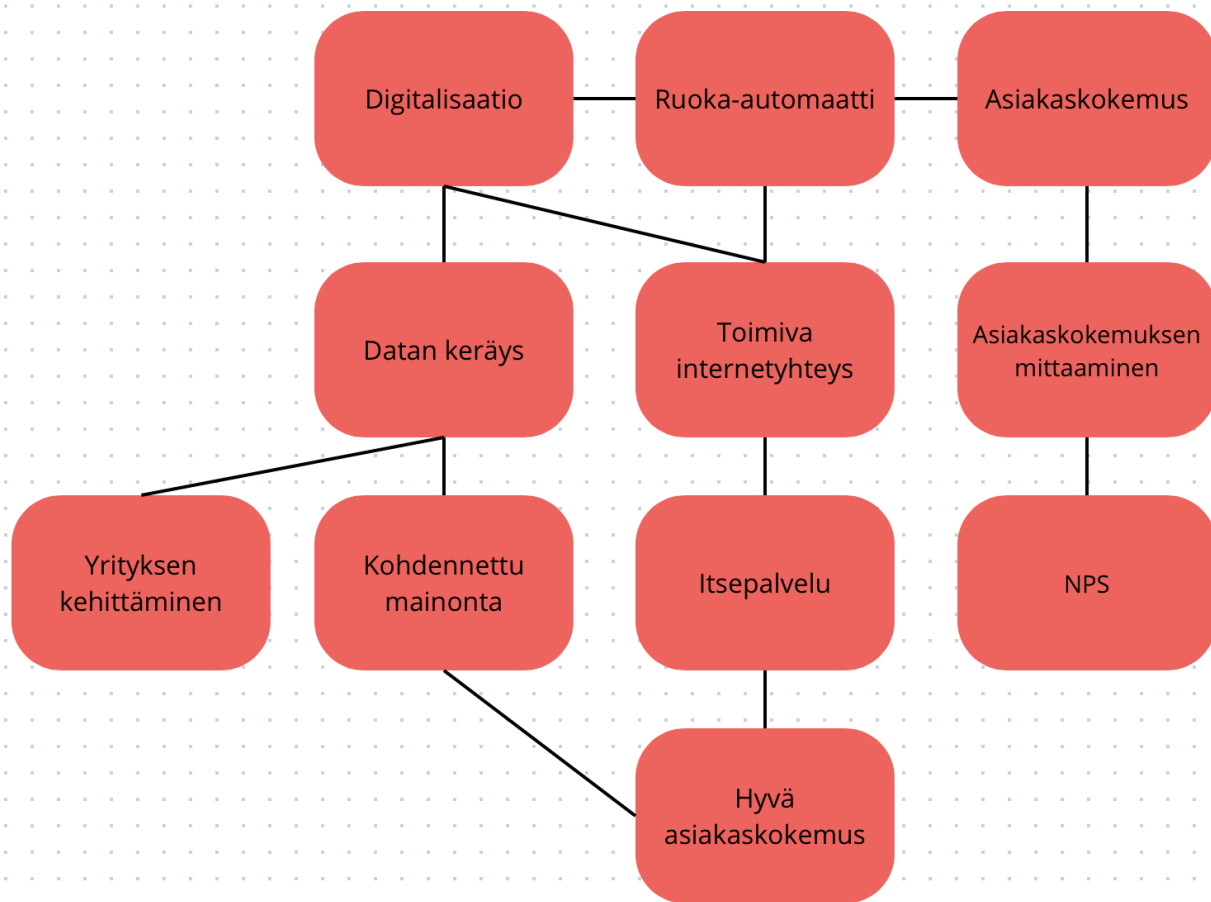 Digitalisaatio
Ruoka-automaatti
Asiakaskokemus
Datan keräys
Toimiva
internetyhteys
Asiakaskokemuksen
mittaaminen
Yrityksen
kehittäminen
Kohdennettu
mainonta
Itsepalvelu
NPS
Hyvä
asiakaskokemus